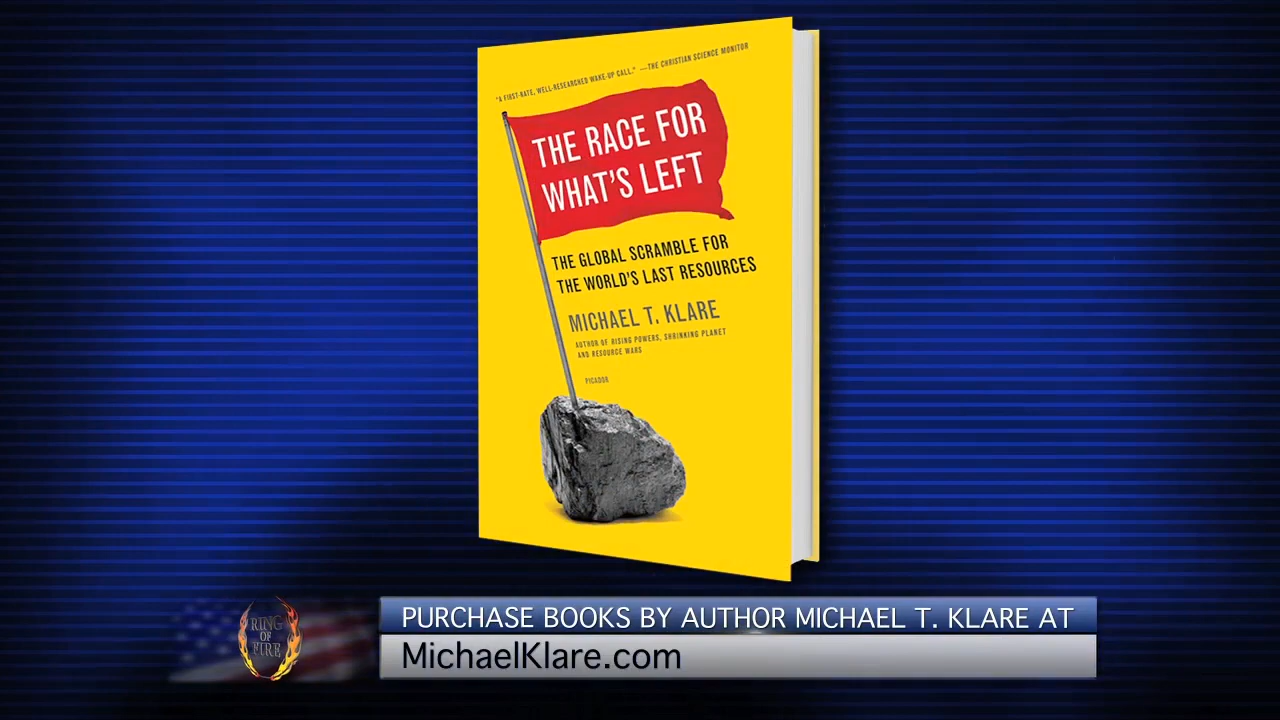 "A FIRST-RATE, WELL-RESEARCHED WAKE-UP CALL." —THE CHRISTIAN SCIENCE MONITOR
THE RACE FOR
WHAT'S LEFT
THE GLOBAL SCRAMBLE FOR
THE WORLD'S LAST RESOURCES
MICHAEL T. KLARE
AUTHOR OF RISING POWERS, SHRINKING PLANET
AND RESOURCE WARS
PICADOR
RING
OF
FIRE
PURCHASE BOOKS BY AUTHOR MICHAEL T. KLARE AT
MichaelKlare.com